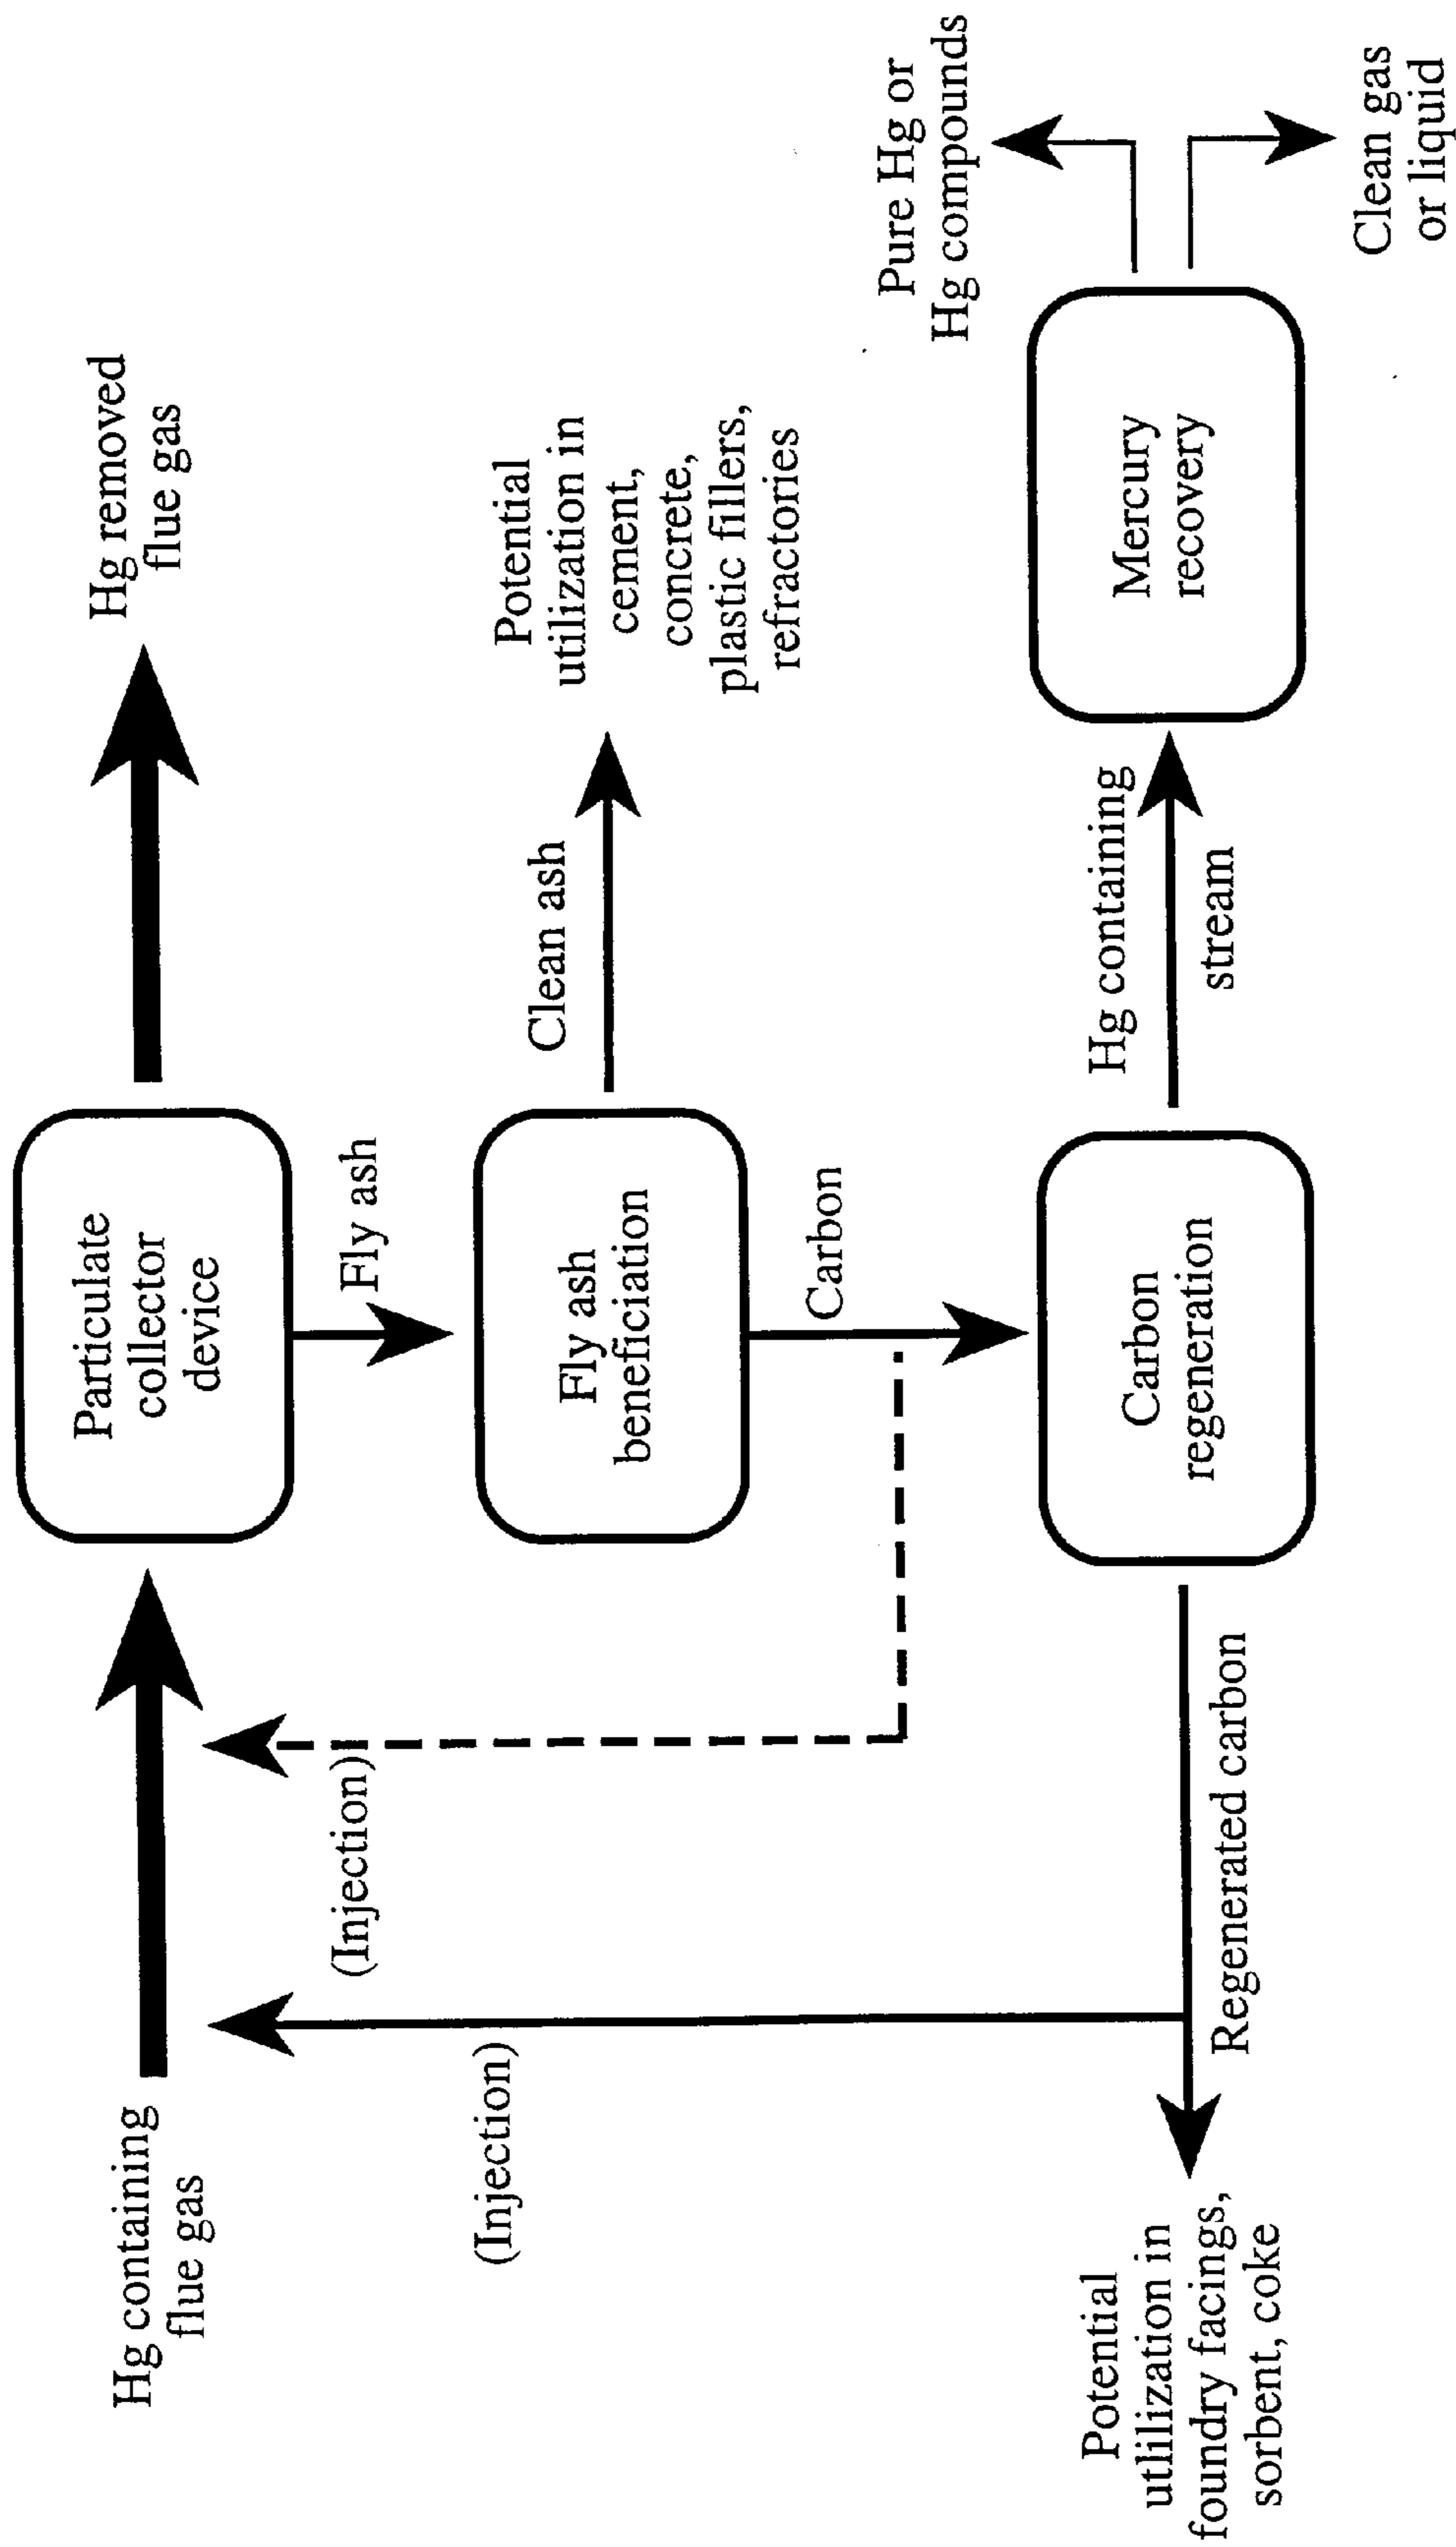 Hg containing
flue gas
Particulate
collector
device
Hg removed
flue gas
(Injection)
(Injection)
Fly ash
Fly ash
beneficiation
Clean ash
Potential
utilization in
cement,
concrete,
plastic fillers,
refractories
Carbon
Potential
utlilization in
foundry facings,
sorbent, coke
Regenerated carbon
Carbon
regeneration
Hg containing
stream
Mercury
recovery
Pure Hg or
Hg compounds
Clean gas
or liquid